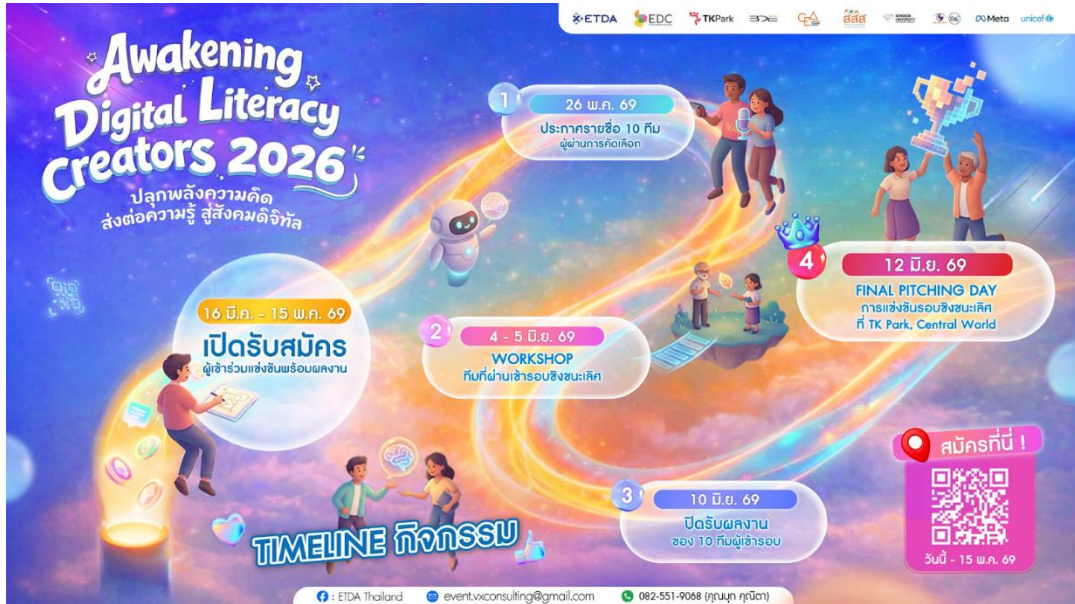 ETDA EDC TKPark BDE CEA สสส Meta unicef
Awakening
Digital Literacy
Creators 2026
ปลุกพลังความคิด
ส่งต่อความรู้ สู่สังคมดิจิทัล
1
26 พ.ค. 69
ประกาศรายชื่อ 10 ทีม
ผู้ผ่านการคัดเลือก
16 มี.ค. - 15 พ.ค. 69
เปิดรับสมัคร
ผู้เข้าร่วมแข่งขันพร้อมผลงาน
2
4 - 5 มิ.ย. 69
WORKSHOP
ทีมที่ผ่านเข้ารอบชิงชนะเลิศ
4
12 มิ.ย. 69
FINAL PITCHING DAY
การแข่งขันรอบชิงชนะเลิศ
ที่ TK Park, Central World
3
10 มิ.ย. 69
ปิดรับผลงาน
ของ 10 ทีมผู้เข้ารอบ
TIMELINE กิจกรรม
สมัครที่นี่ !
วันนี้ - 15 พ.ค. 69
: ETDA Thailand event.vxconsulting@gmail.com 082-551-9068 (คุณมุก คุณิตา)